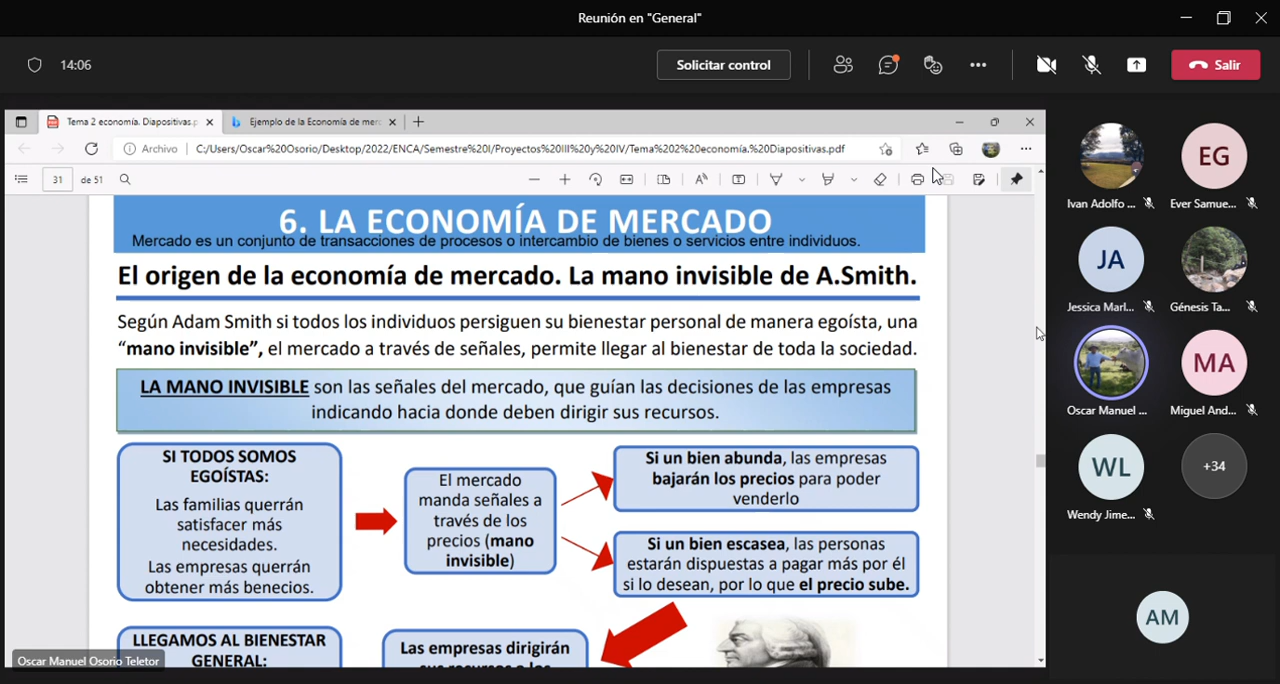 Reunión en "General"
14:06
Solicitar control
Salir
Tema 2 economía. Diapositivas.p
Ejemplo de la Economía de merc
Archivo
C:/Users/Oscar%20Osorio/Desktop/2022/ENCA/Semestre%20I/Proyectos%20III%20y%20IV/Tema%202%20economía.%20Diapositivas.pdf
31 de 51
6. LA ECONOMÍA DE MERCADO
Mercado es un conjunto de transacciones de procesos o intercambio de bienes o servicios entre individuos.
El origen de la economía de mercado. La mano invisible de A.Smith.
Según Adam Smith si todos los individuos persiguen su bienestar personal de manera egoísta, una
“mano invisible”, el mercado a través de señales, permite llegar al bienestar de toda la sociedad.
LA MANO INVISIBLE son las señales del mercado, que guían las decisiones de las empresas
indicando hacia donde deben dirigir sus recursos.
SI TODOS SOMOS
EGOÍSTAS:
Las familias querrán
satisfacer más
necesidades.
Las empresas querrán
obtener más benecios.
El mercado
manda señales a
través de los
precios (mano
invisible)
Si un bien abunda, las empresas
bajarán los precios para poder
venderlo
Si un bien escasea, las personas
estarán dispuestas a pagar más por él
si lo desean, por lo que el precio sube.
LLEGAMOS AL BIENESTAR
GENERAL:
Las empresas dirigirán
sus recursos a los
Oscar Manuel Osorio Teletor
Ivan Adolfo ...
EG
Ever Samue...
JA
Jessica Marl...
Génesis Ta...
Oscar Manuel ...
MA
Miguel And...
WL
Wendy Jime...
+34
AM